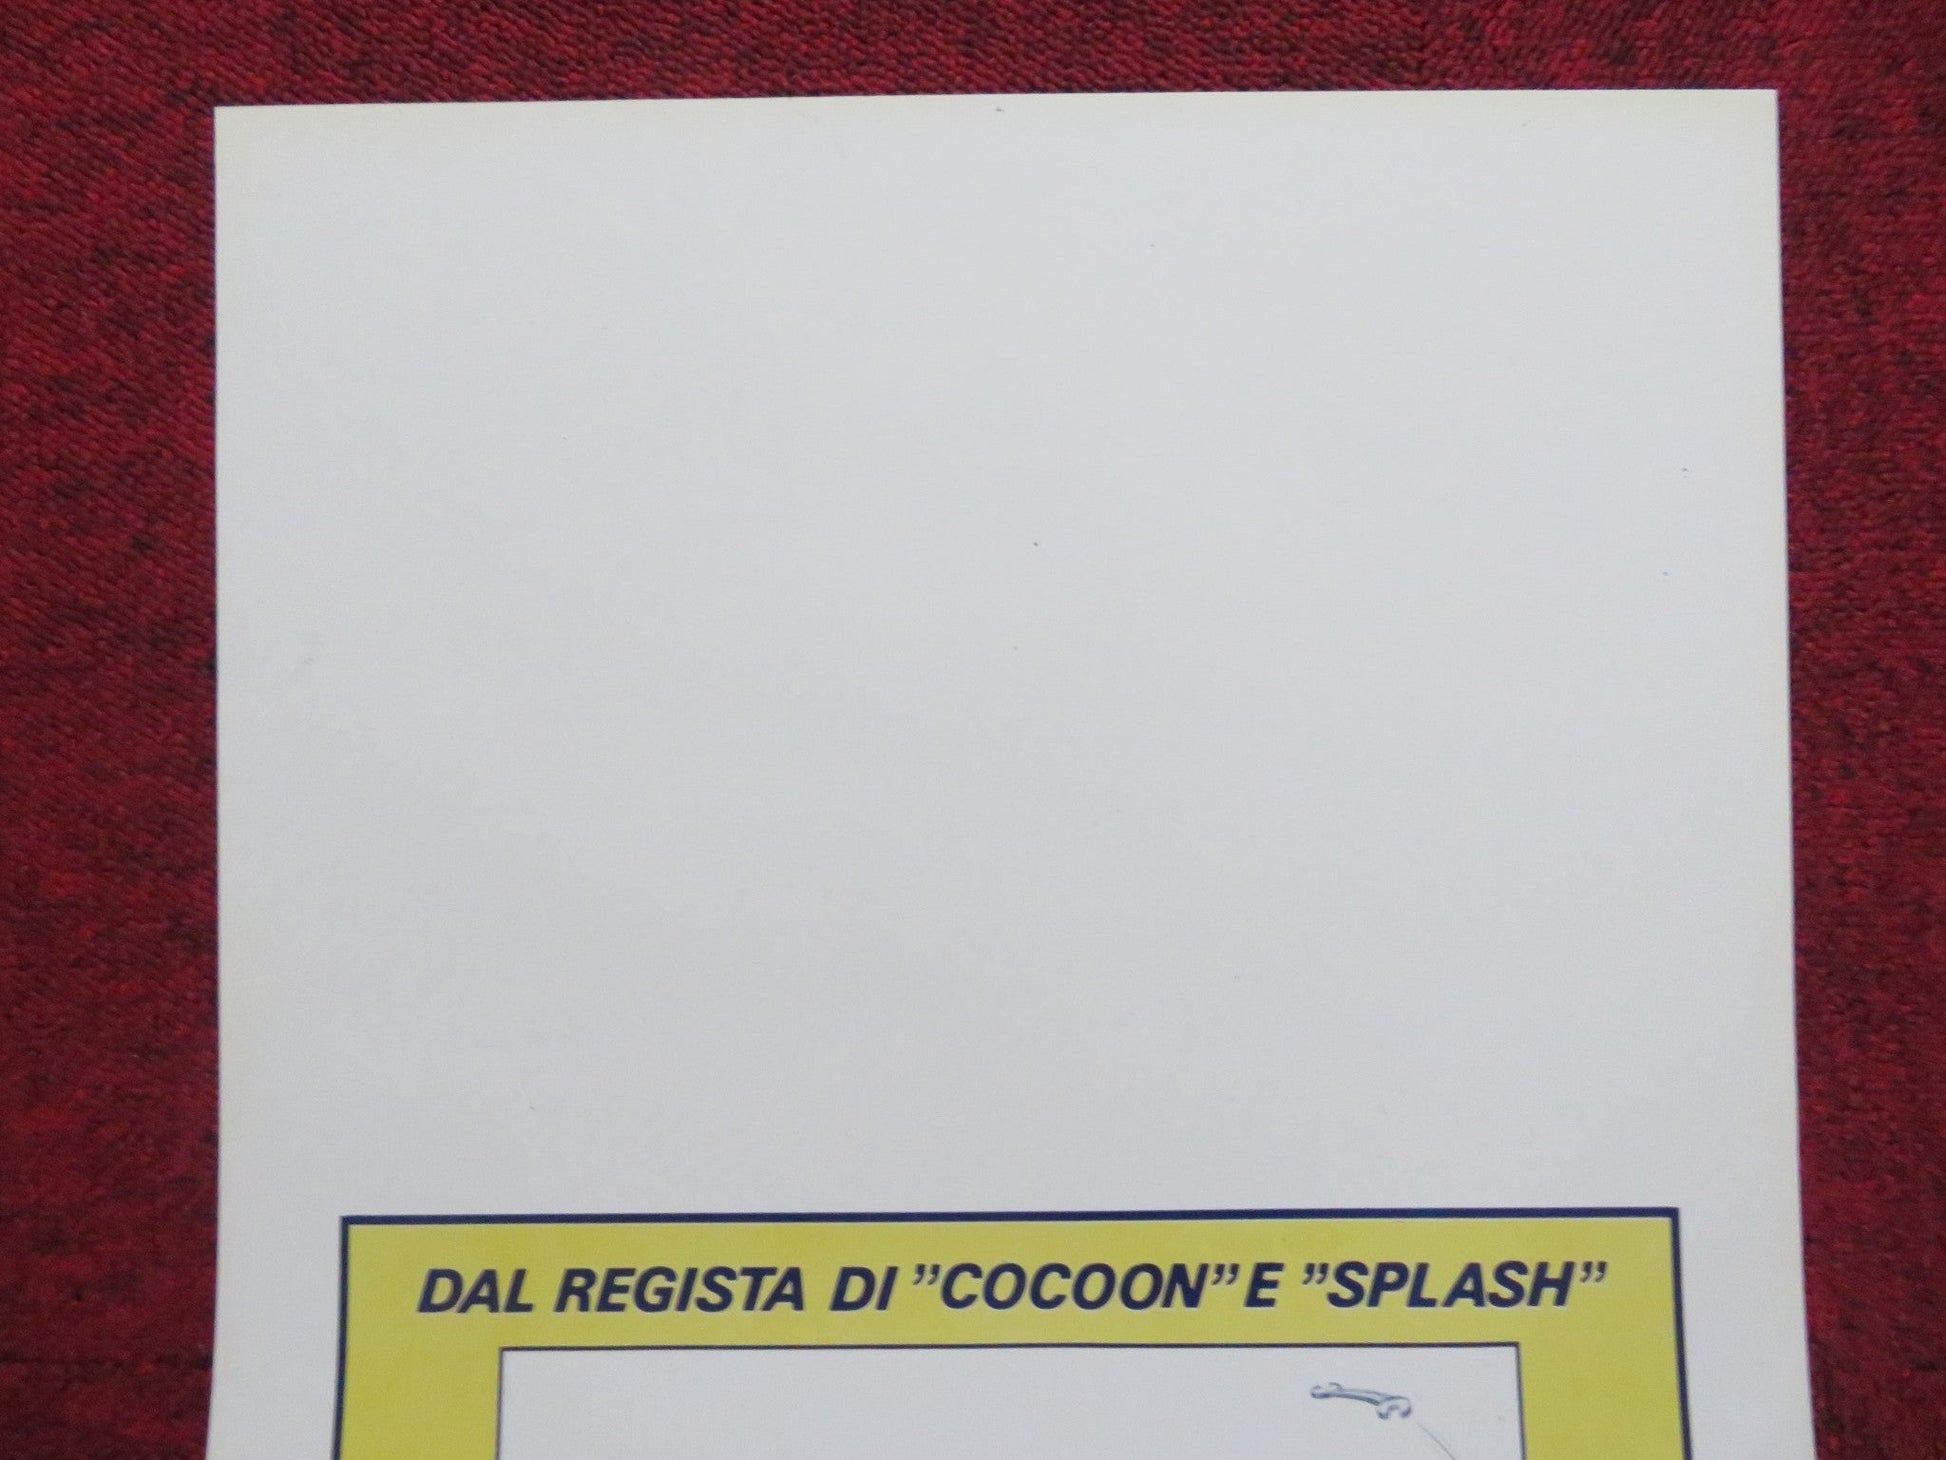 DAL REGISTA DI ”COCOON” E ”SPLASH”